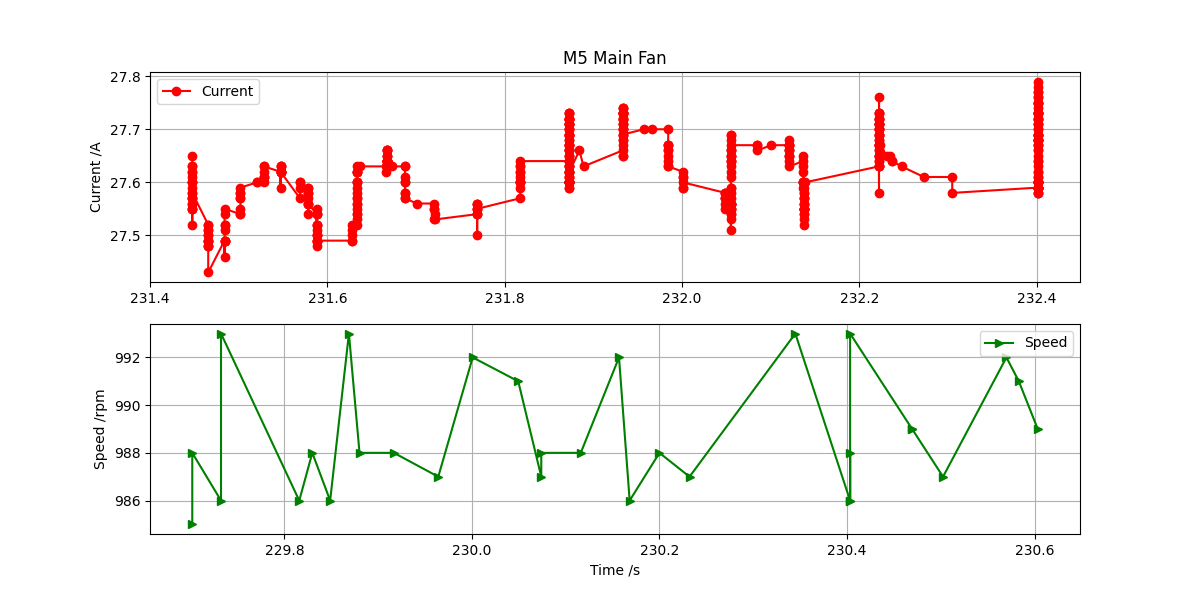 M5 Main Fan
27.8
27.7
27.6
27.5
Current /A
Current
231.4 231.6 231.8 232.0 232.2 232.4
992
990
988
986
Speed /rpm
Speed
229.8 230.0 230.2 230.4 230.6
Time /s